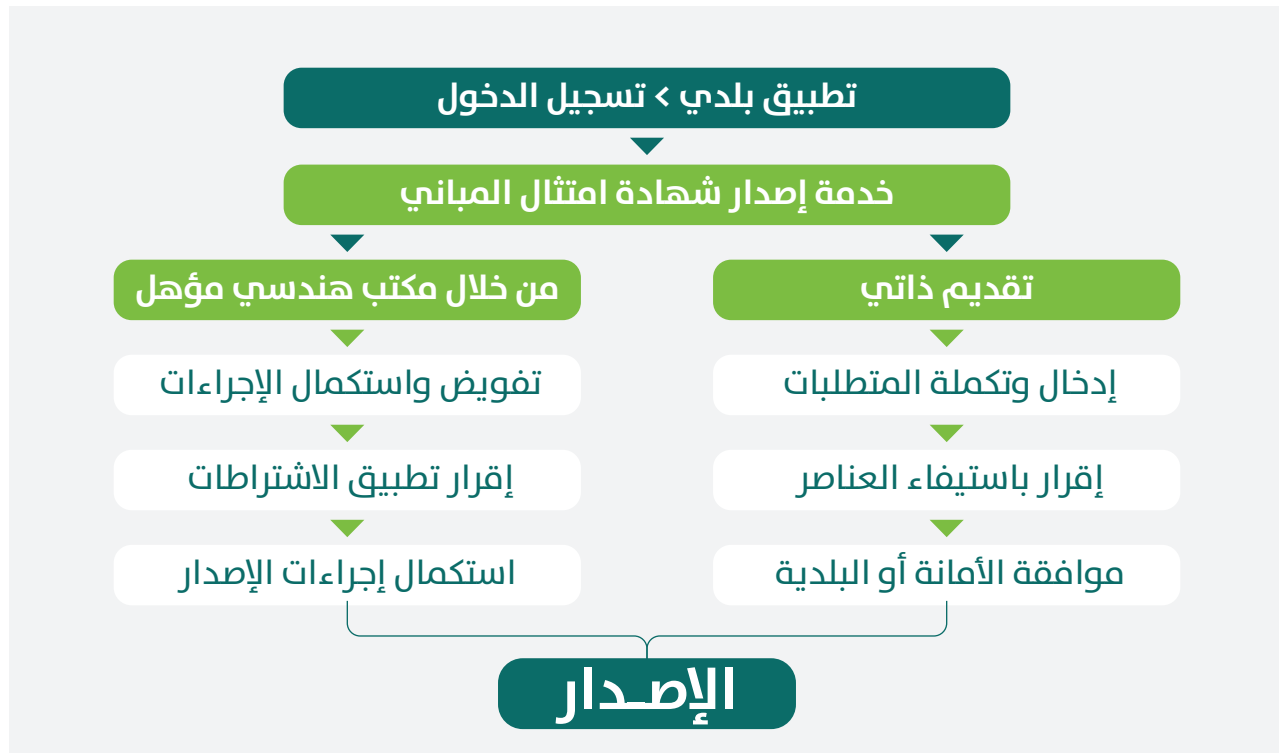 تطبيق بلدي > تسجيل الدخول
خدمة إصدار شهادة امتثال المباني
تقديم ذاتي
إدخال وتكملة المتطلبات
إقرار باستيفاء العناصر
موافقة الأمانة أو البلدية
من خلال مكتب هندسي مؤهل
تفويض واستكمال الإجراءات
إقرار تطبيق الاشتراطات
استكمال إجراءات الإصدار
الإصـدار